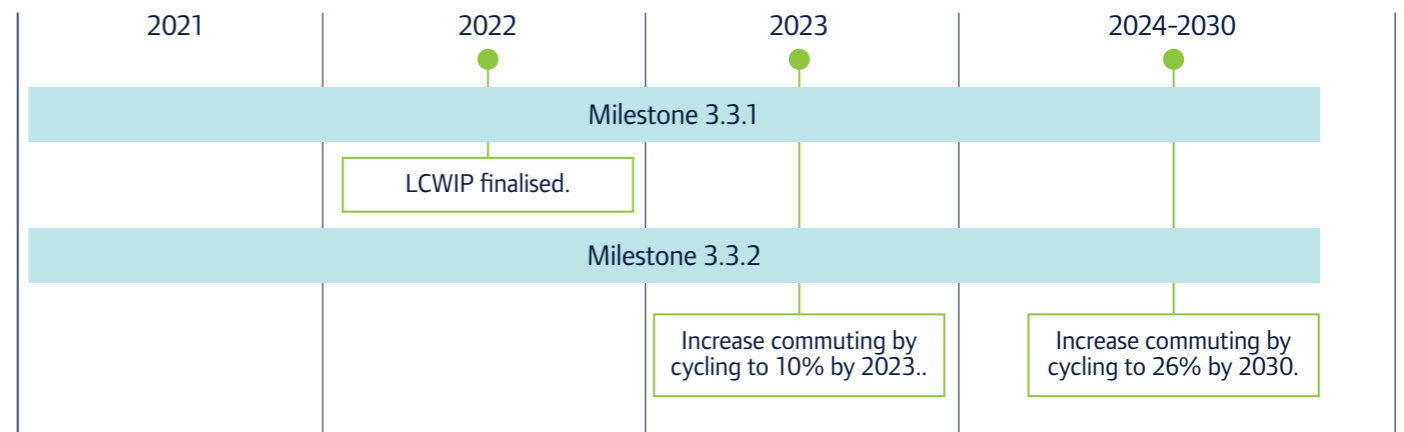 2021
2022
2023
2024-2030
Milestone 3.3.1
LCWIP finalised.
Milestone 3.3.2
Increase commuting by
cycling to 10% by 2023..
Increase commuting by
cycling to 26% by 2030.